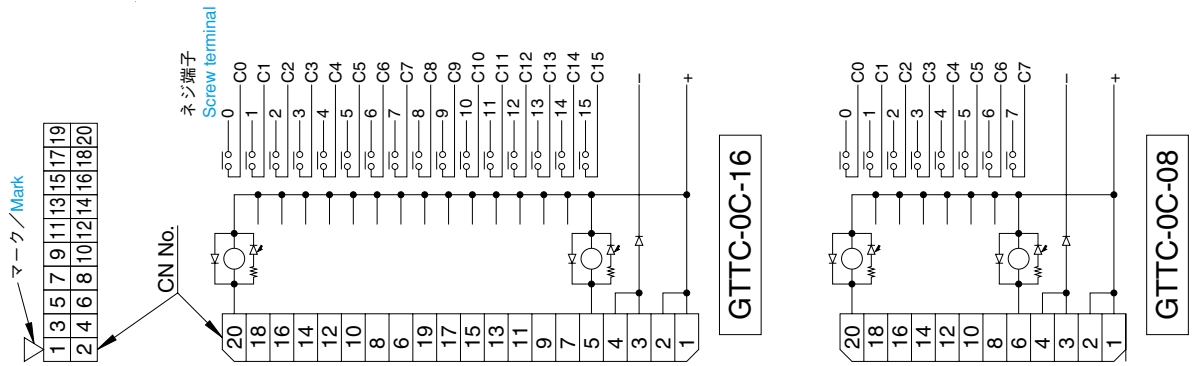 マーク／Mark
1 3 5 7 9 11 13 15 17 19
2 4 6 8 10 12 14 16 18 20
CN No.
ネジ端子
Screw terminal
0
C0
1
C1
2
C2
3
C3
4
C4
5
C5
6
C6
7
C7
8
C8
9
C9
10
C10
11
C11
12
C12
13
C13
14
C14
15
C15
−
+
20
18
16
14
12
10
8
6
19
17
15
13
11
9
7
5
4
3
2
1
GTTC-0C-16
0
C0
1
C1
2
C2
3
C3
4
C4
5
C5
6
C6
7
C7
−
+
20
18
16
14
12
10
8
6
4
3
2
1
GTTC-0C-08